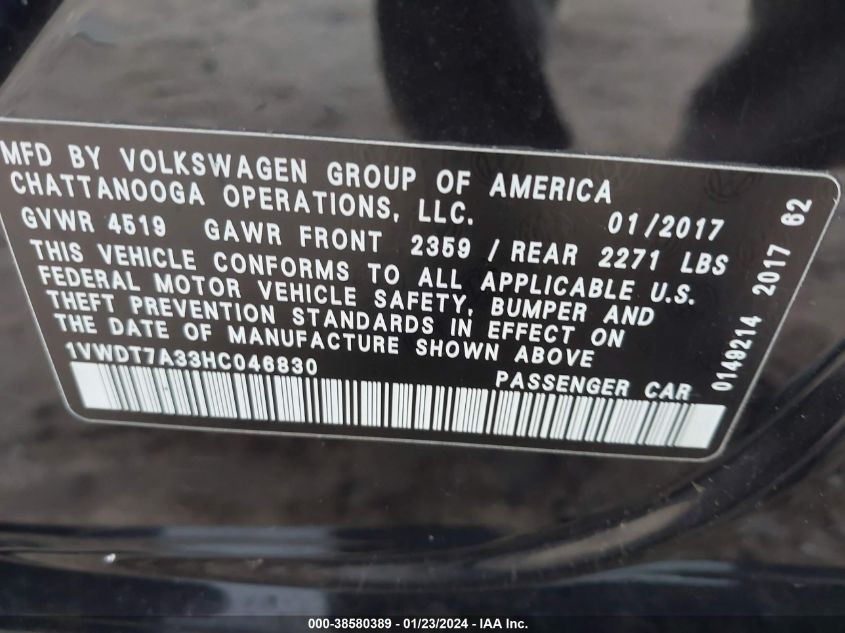 MFD BY VOLKSWAGEN GROUP OF AMERICA
CHATTANOOGA OPERATIONS, LLC. 01/2017
GVWR 4519 GAWR FRONT 2359 / REAR 2271 LBS
THIS VEHICLE CONFORMS TO ALL APPLICABLE U.S.
FEDERAL MOTOR VEHICLE SAFETY, BUMPER AND
THEFT PREVENTION STANDARDS IN EFFECT ON
THE DATE OF MANUFACTURE SHOWN ABOVE
1VWDT7A33HC046830 PASSENGER CAR
0149214 2017 62
000-38580389 - 01/23/2024 - IAA Inc.